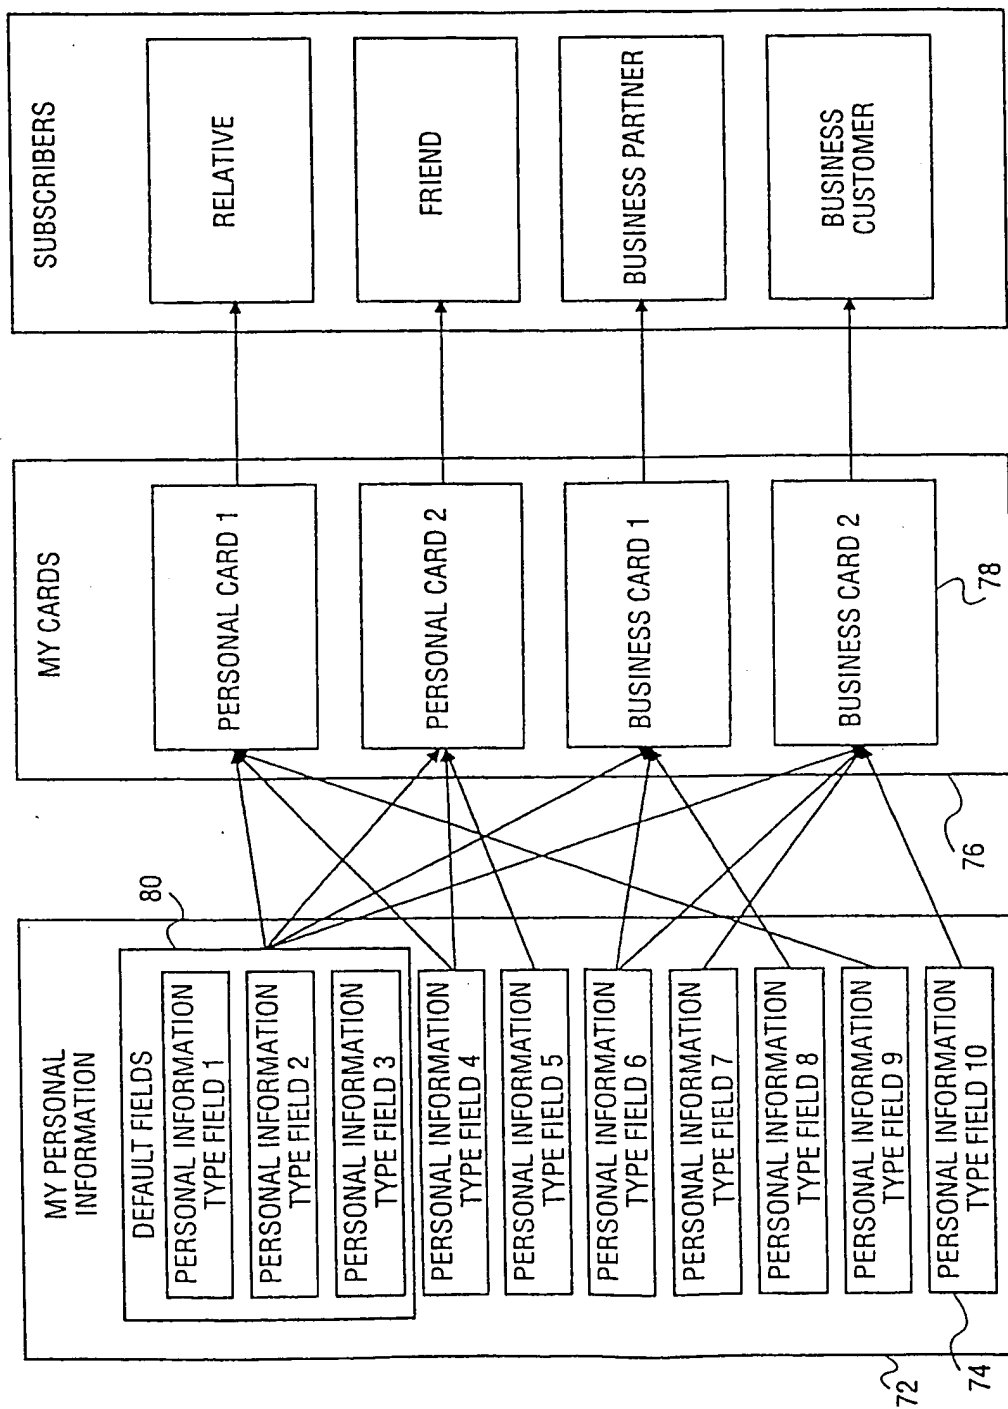 MY PERSONAL
INFORMATION
DEFAULT FIELDS
80
PERSONAL INFORMATION
TYPE FIELD 1
PERSONAL INFORMATION
TYPE FIELD 2
PERSONAL INFORMATION
TYPE FIELD 3
PERSONAL INFORMATION
TYPE FIELD 4
PERSONAL INFORMATION
TYPE FIELD 5
PERSONAL INFORMATION
TYPE FIELD 6
PERSONAL INFORMATION
TYPE FIELD 7
PERSONAL INFORMATION
TYPE FIELD 8
PERSONAL INFORMATION
TYPE FIELD 9
PERSONAL INFORMATION
TYPE FIELD 10
72
74
MY CARDS
PERSONAL CARD 1
PERSONAL CARD 2
BUSINESS CARD 1
BUSINESS CARD 2
76
78
SUBSCRIBERS
RELATIVE
FRIEND
BUSINESS PARTNER
BUSINESS
CUSTOMER